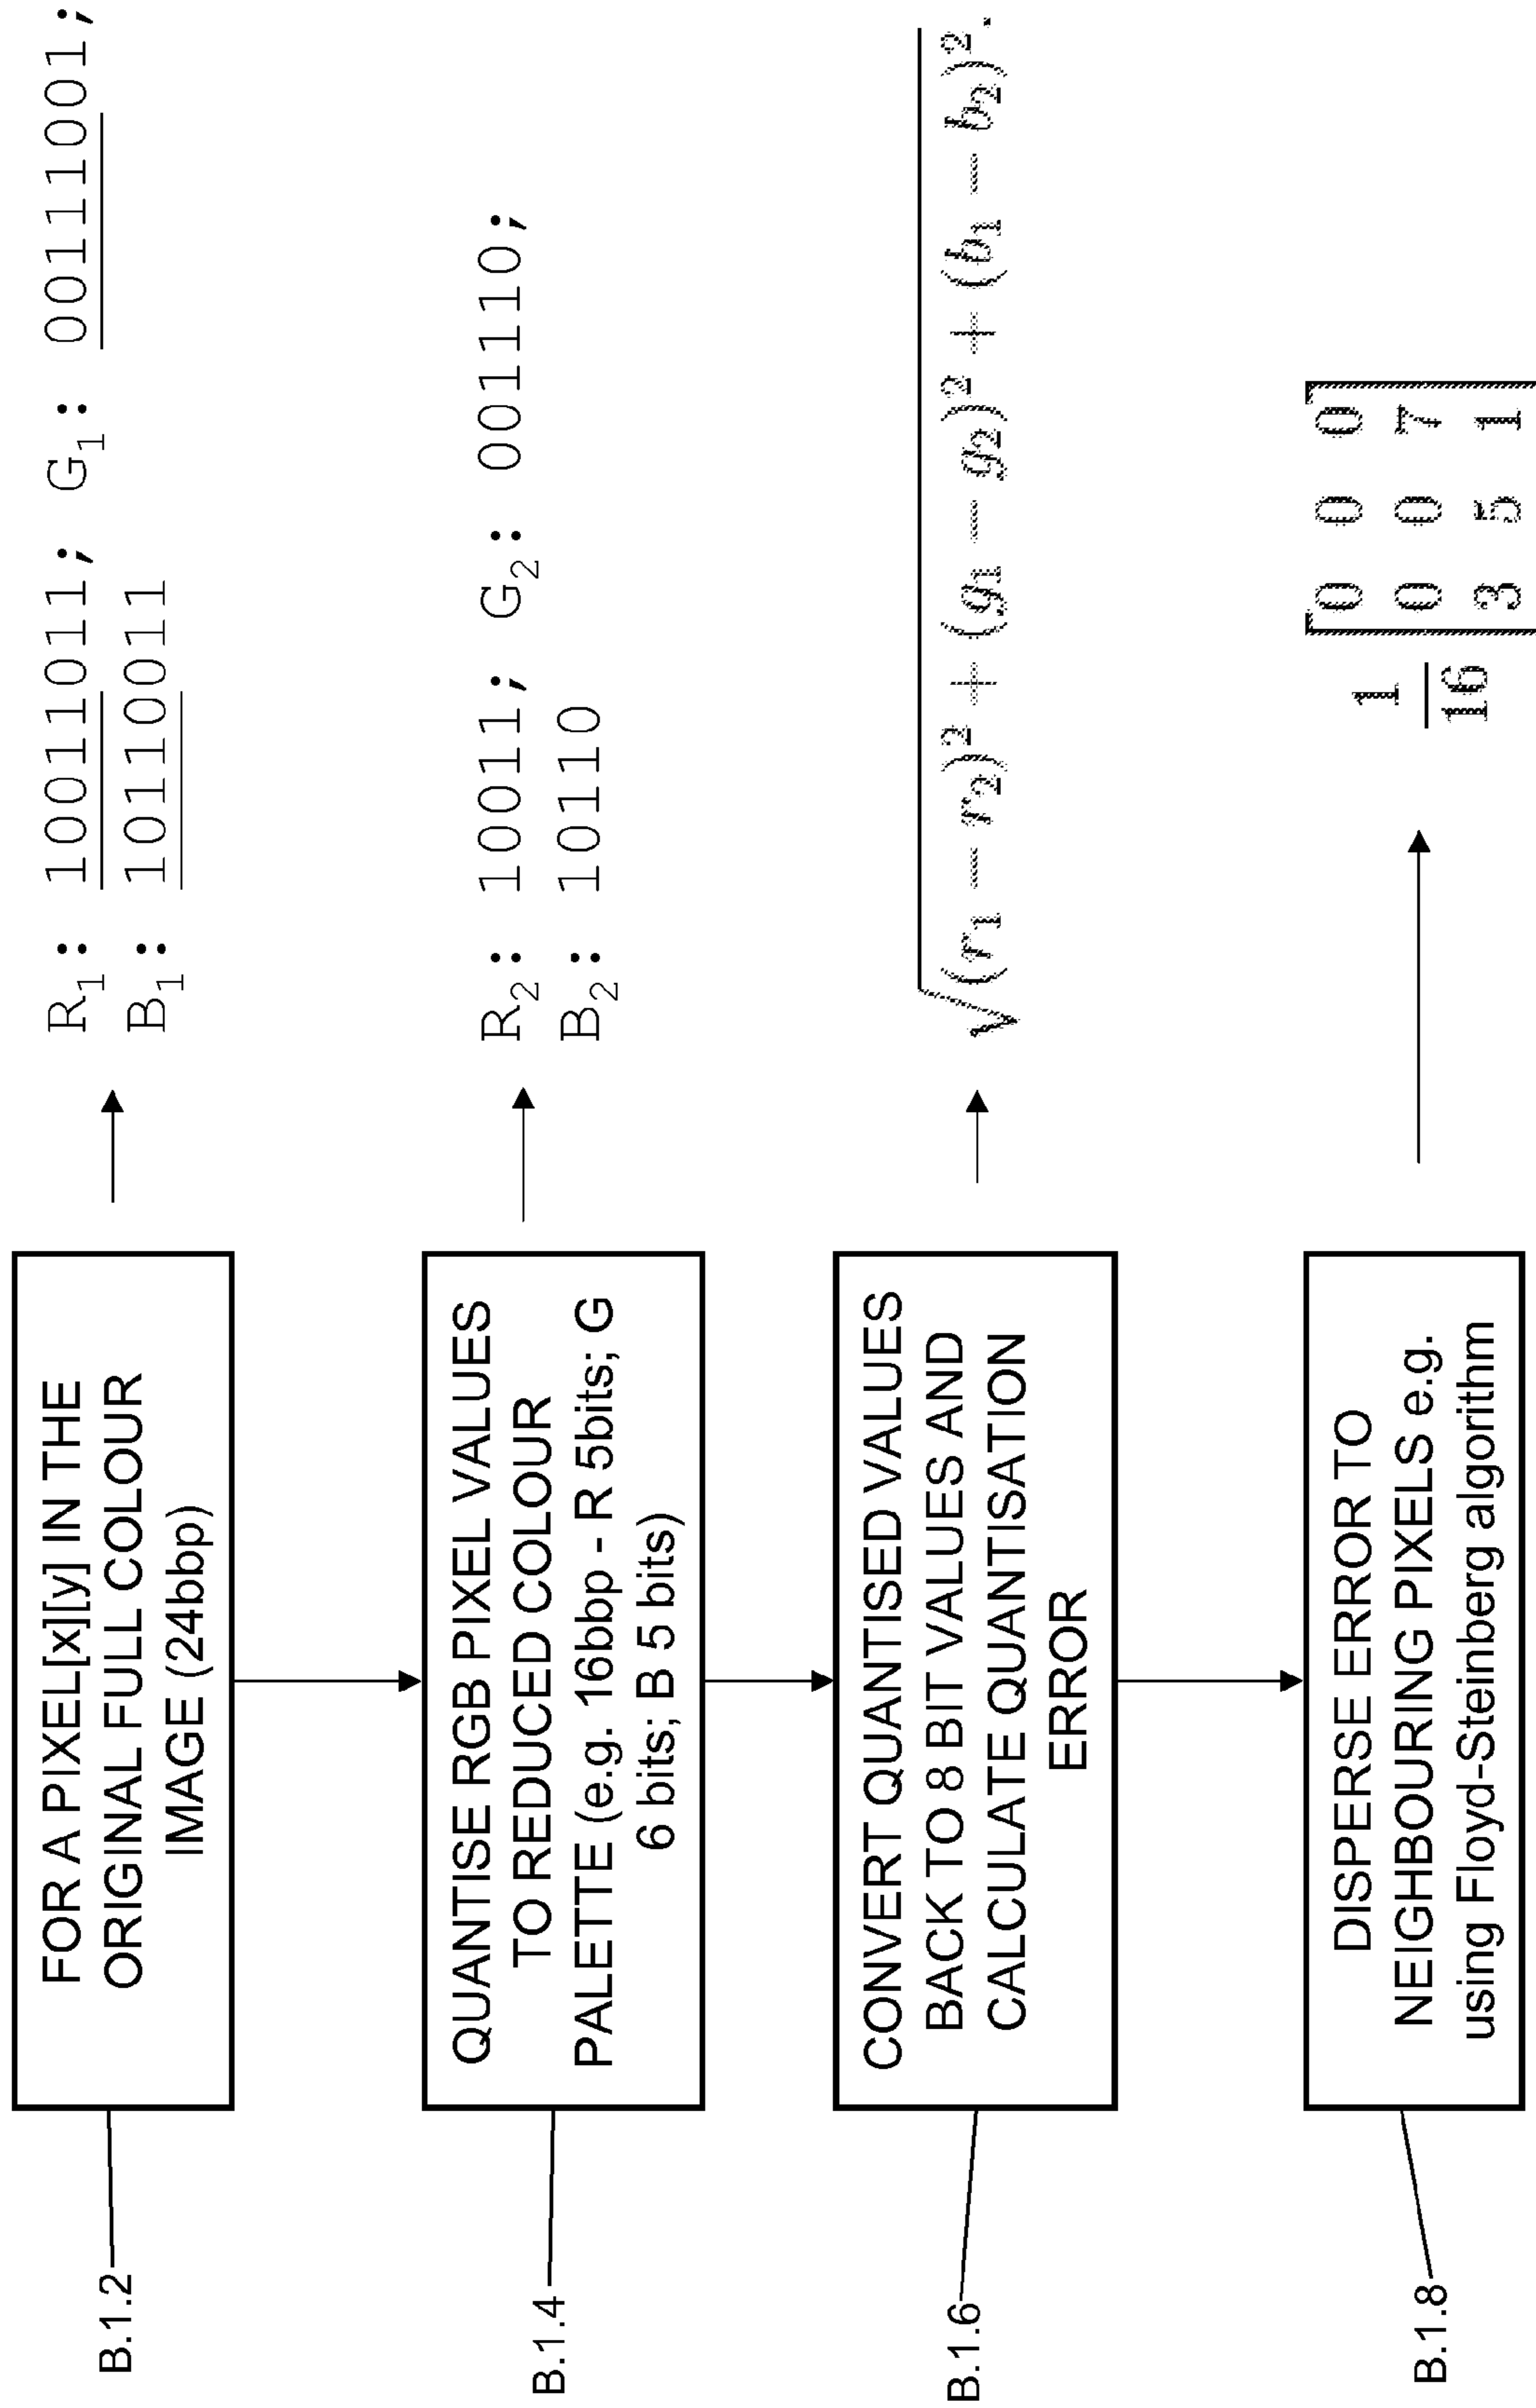 B.1.2
FOR A PIXEL[x][y] IN THE
ORIGINAL FULL COLOUR
IMAGE (24bbp)
R₁: 10011011; G₁: 00111001;
B₁: 10110011
B.1.4
QUANTISE RGB PIXEL VALUES
TO REDUCED COLOUR
PALETTE (e.g. 16bbp - R 5bits; G
6 bits; B 5 bits)
R₂: 10011; G₂: 001110;
B₂: 10110
B.1.6
CONVERT QUANTISED VALUES
BACK TO 8 BIT VALUES AND
CALCULATE QUANTISATION
ERROR
√(r₁ − r₂)² + (g₁ − g₂)² + (b₁ − b₂)².
B.1.8
DISPERSE ERROR TO
NEIGHBOURING PIXELS e.g.
using Floyd-Steinberg algorithm
1
16
0 0 0
0 0 7
3 5 1